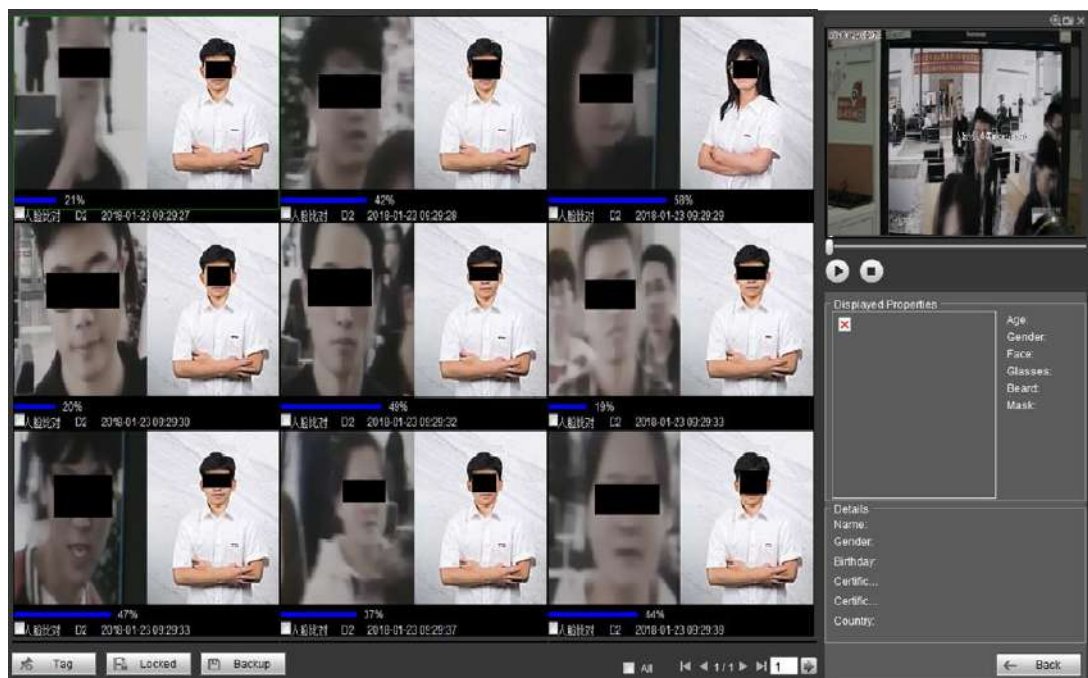 21%
人脸比对 D2 2018-01-23 09:29:27
42%
人脸比对 D2 2018-01-23 09:29:28
58%
人脸比对 D2 2018-01-23 09:29:29
20%
人脸比对 D2 2018-01-23 09:29:30
49%
人脸比对 D2 2018-01-23 09:29:32
19%
人脸比对 D2 2018-01-23 09:29:33
47%
人脸比对 D2 2018-01-23 09:29:33
37%
人脸比对 D2 2018-01-23 09:29:37
人脸比对 D2 2018-01-23 09:29:39
Tag
Locked
Backup
All
1/1
1
Displayed Properties
Age:
Gender:
Face:
Glasses:
Beard:
Mask:
Details
Name:
Gender:
Birthday:
Certific...
Certific...
Country:
Back